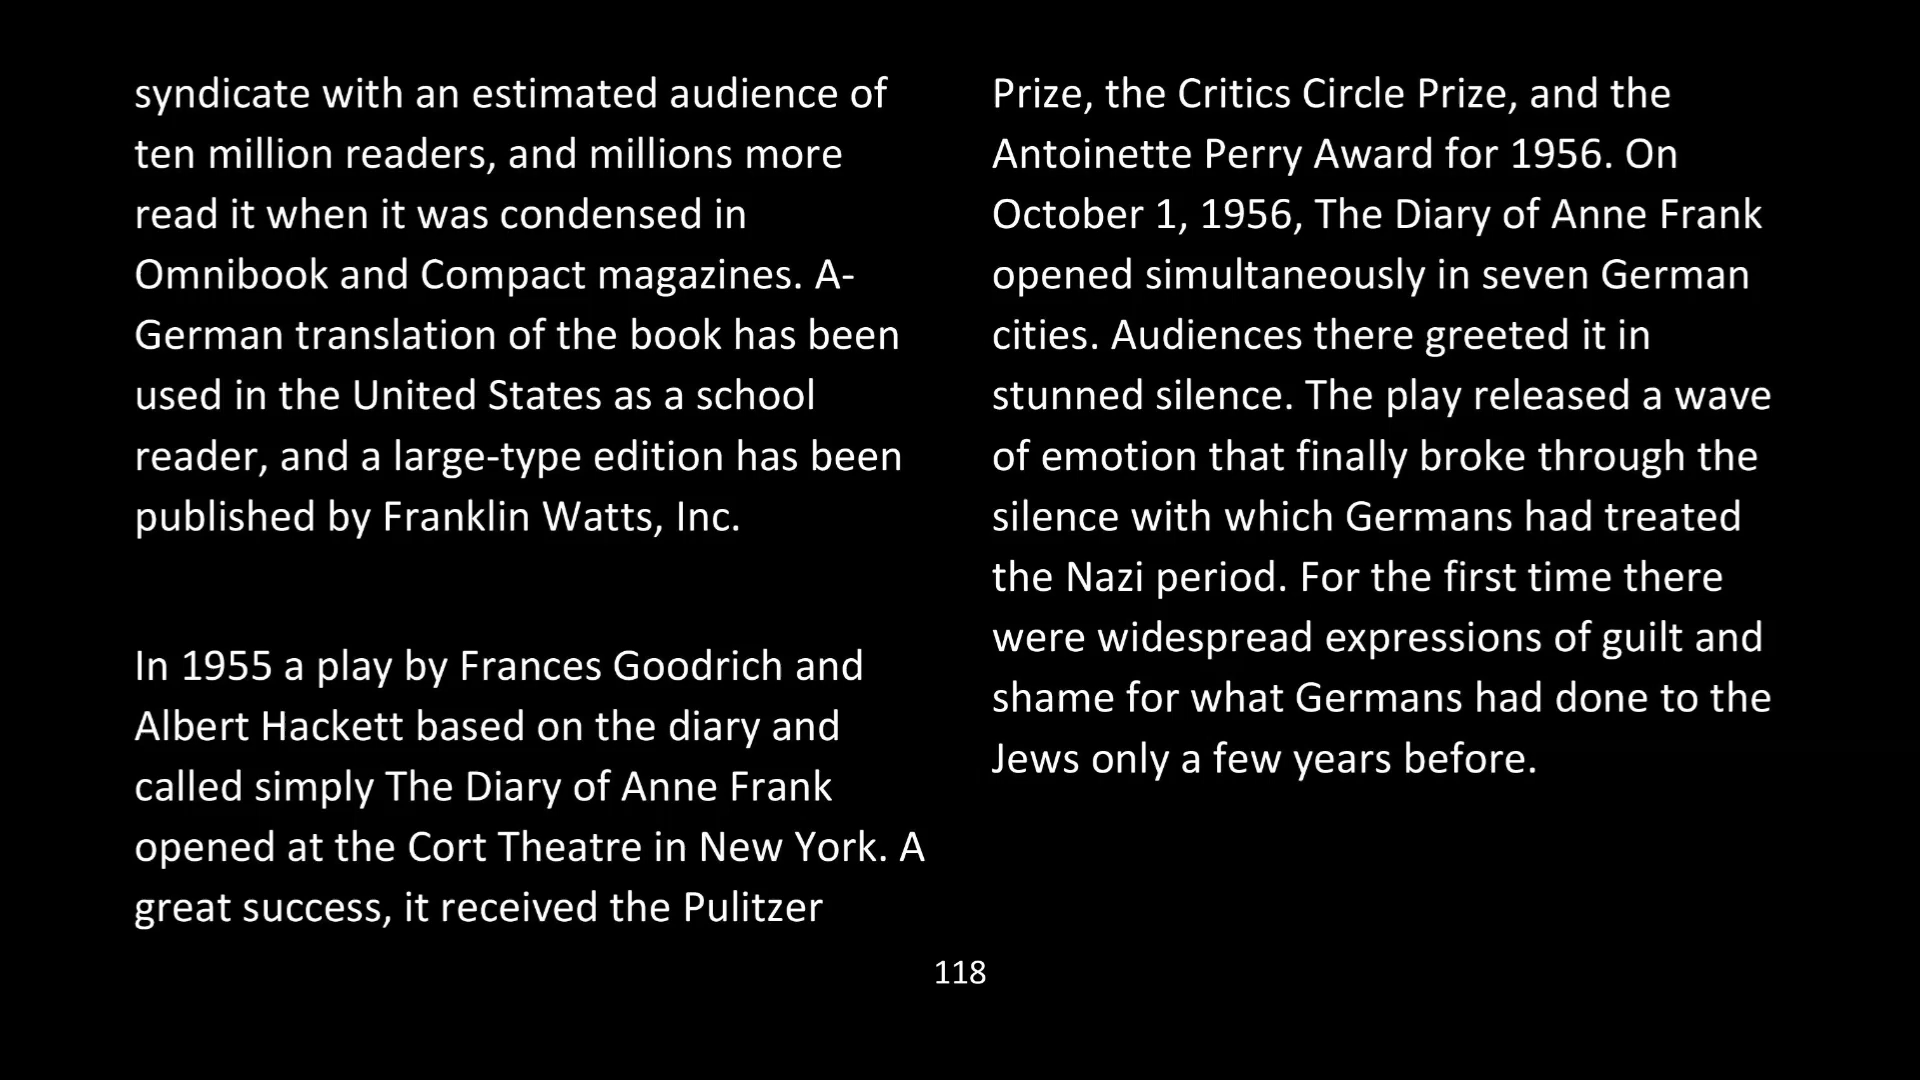 syndicate with an estimated audience of
ten million readers, and millions more
read it when it was condensed in
Omnibook and Compact magazines. A-
German translation of the book has been
used in the United States as a school
reader, and a large-type edition has been
published by Franklin Watts, Inc.
In 1955 a play by Frances Goodrich and
Albert Hackett based on the diary and
called simply The Diary of Anne Frank
opened at the Cort Theatre in New York. A
great success, it received the Pulitzer
Prize, the Critics Circle Prize, and the
Antoinette Perry Award for 1956. On
October 1, 1956, The Diary of Anne Frank
opened simultaneously in seven German
cities. Audiences there greeted it in
stunned silence. The play released a wave
of emotion that finally broke through the
silence with which Germans had treated
the Nazi period. For the first time there
were widespread expressions of guilt and
shame for what Germans had done to the
Jews only a few years before.
118